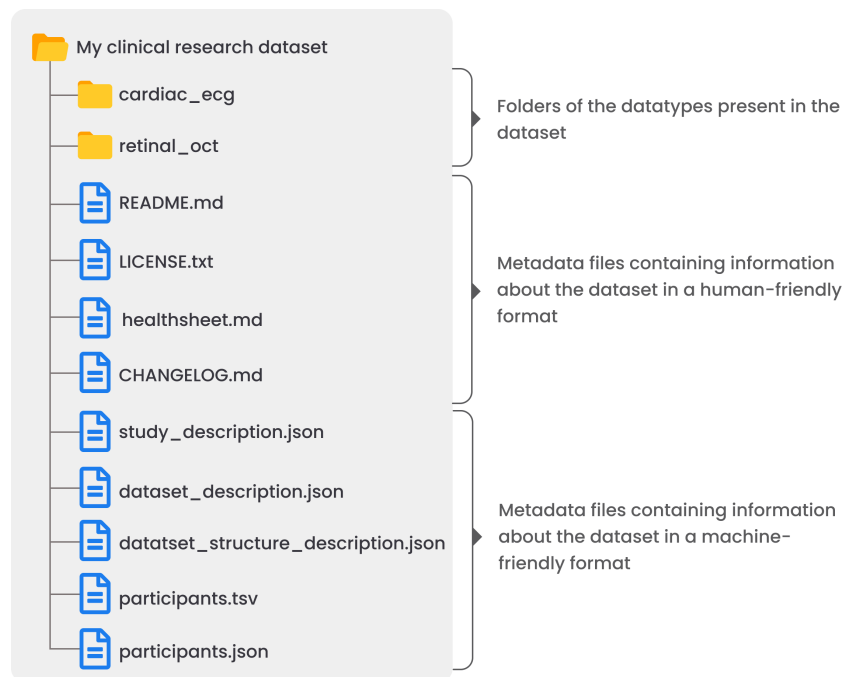 My clinical research dataset
cardiac_ecg
retinal_oct
README.md
LICENSE.txt
healthsheet.md
CHANGELOG.md
study_description.json
dataset_description.json
datatset_structure_description.json
participants.tsv
participants.json
Folders of the datatypes present in the
dataset
Metadata files containing information
about the dataset in a human-friendly
format
Metadata files containing information
about the dataset in a machine-
friendly format